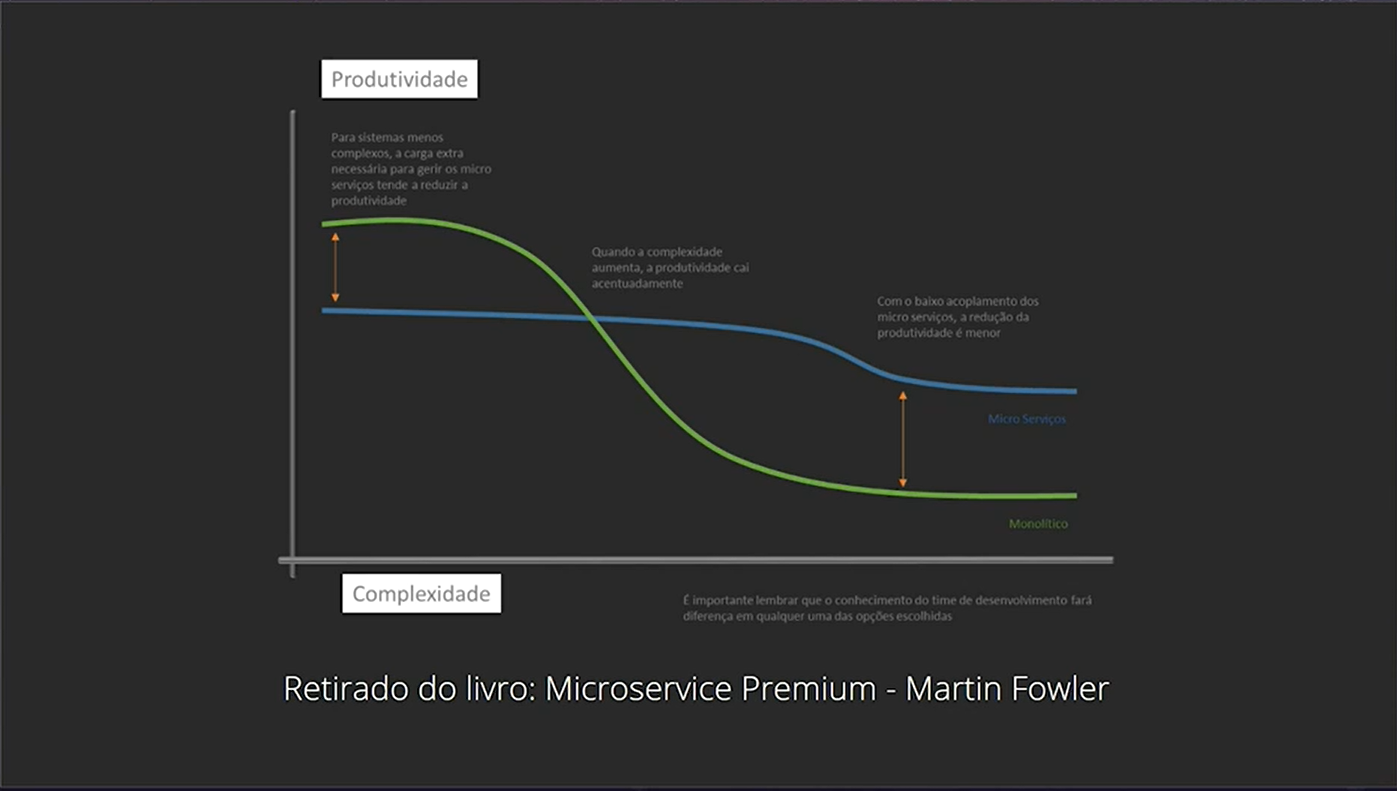 Produtividade
Para sistemas menos
complexos, a carga extra
necessária para gerir os micro
serviços tende a reduzir a
produtividade
Quando a complexidade
aumenta, a produtividade cai
acentuadamente
Com o baixo acoplamento dos
micro serviços, a redução da
produtividade é menor
Micro Serviços
Monolítico
Complexidade
É importante lembrar que o conhecimento do time de desenvolvimento fará
diferença em qualquer uma das opções escolhidas
Retirado do livro: Microservice Premium - Martin Fowler